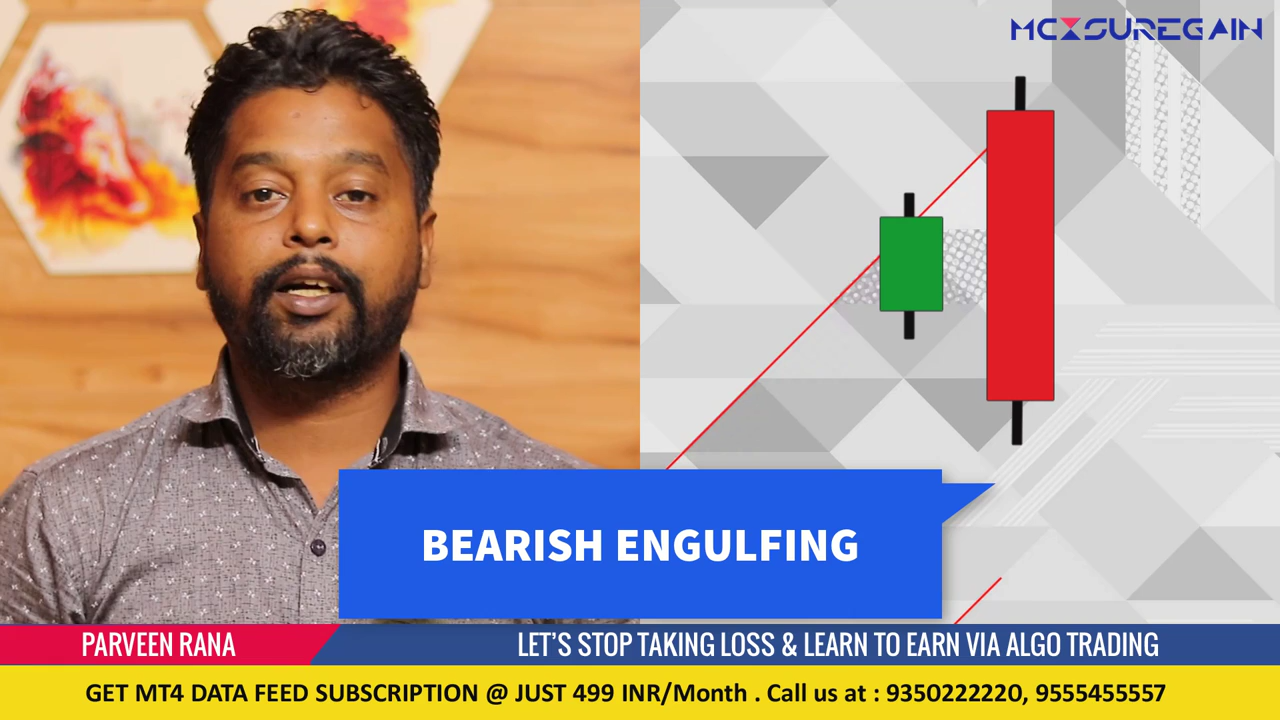 MCXSUREGAIN
BEARISH ENGULFING
PARVEEN RANA
LET'S STOP TAKING LOSS & LEARN TO EARN VIA ALGO TRADING
GET MT4 DATA FEED SUBSCRIPTION @ JUST 499 INR/Month . Call us at : 9350222220, 9555455557